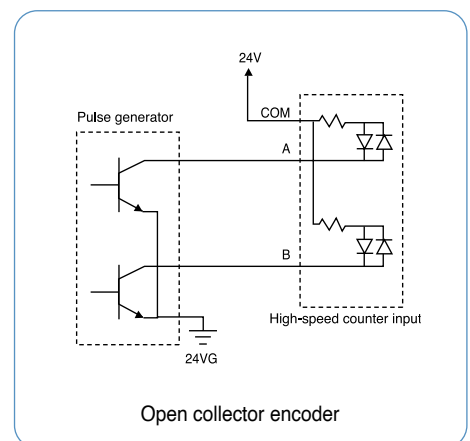 24V
COM
Pulse generator
A
B
High-speed counter input
24VG
Open collector encoder